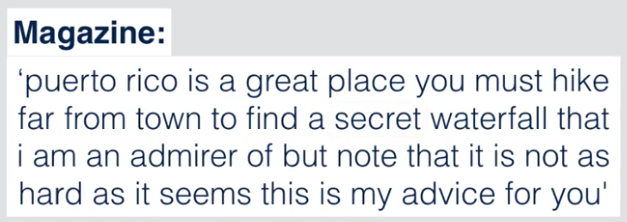 Magazine:
‘puerto rico is a great place you must hike
far from town to find a secret waterfall that
i am an admirer of but note that it is not as
hard as it seems this is my advice for you'